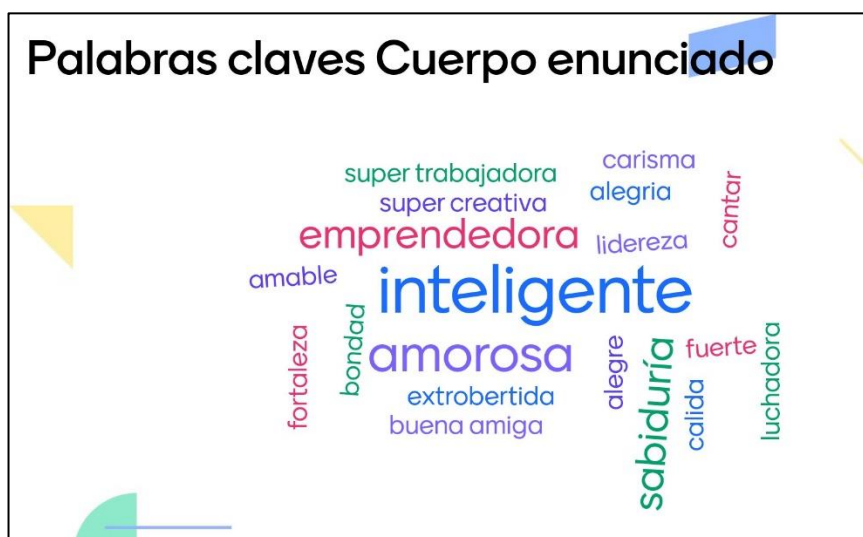 Palabras claves Cuerpo enunciado
carisma
super trabajadora
alegria
cantar
super creativa
emprendedora
lidereza
amable
inteligente
fortaleza
bondad
amorosa
alegre
sabiduría
fuerte
luchadora
extrobertida
calida
buena amiga